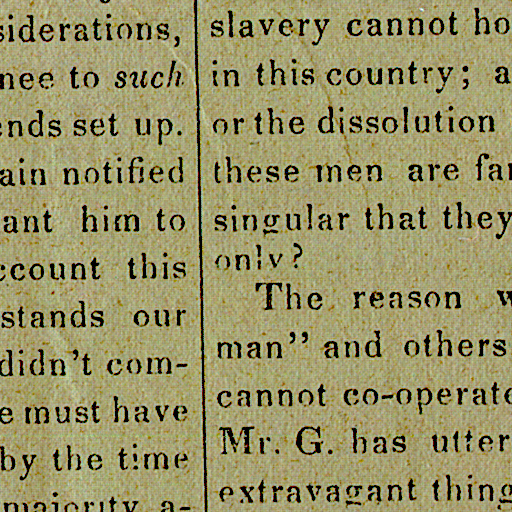 siderations,
nee to such
ends set up.
ain notified
ant him to
ccount this
stands our
didn't com-
e must have
by the time
majority a-
slavery cannot ho
in this country; a
or the dissolution
these men are far
singular that they
only?
The reason w
man" and others
cannot co-operate
Mr. G. has utter
extravagant thing